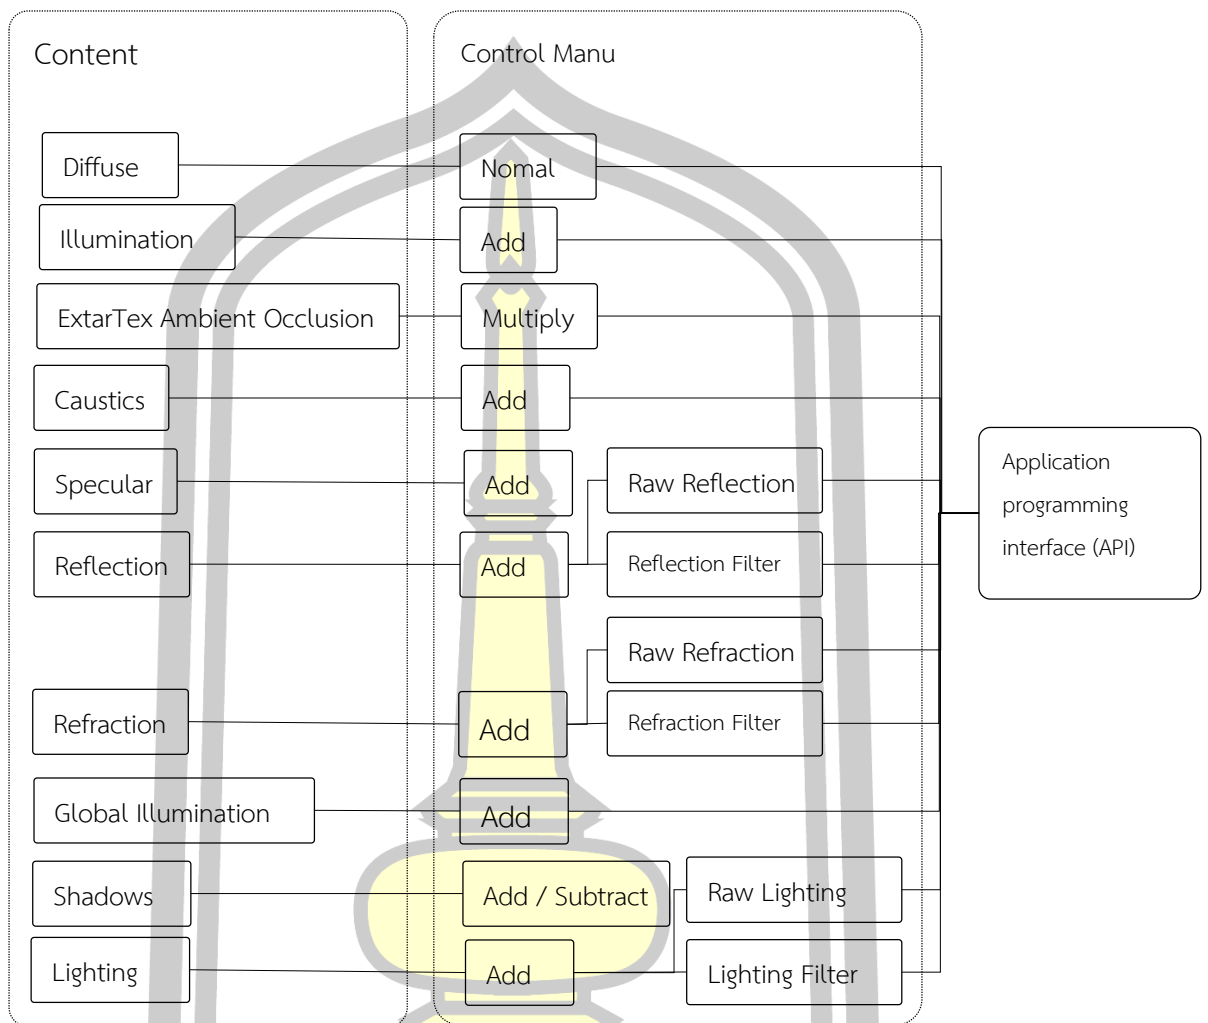 Content
Control Manu
Diffuse
Nomal
Illumination
Add
ExtarTex Ambient Occlusion
Multiply
Caustics
Add
Specular
Add
Raw Reflection
Reflection
Add
Reflection Filter
Raw Refraction
Refraction
Add
Refraction Filter
Global Illumination
Add
Shadows
Add / Subtract
Raw Lighting
Lighting
Add
Lighting Filter
Application
programming
interface (API)